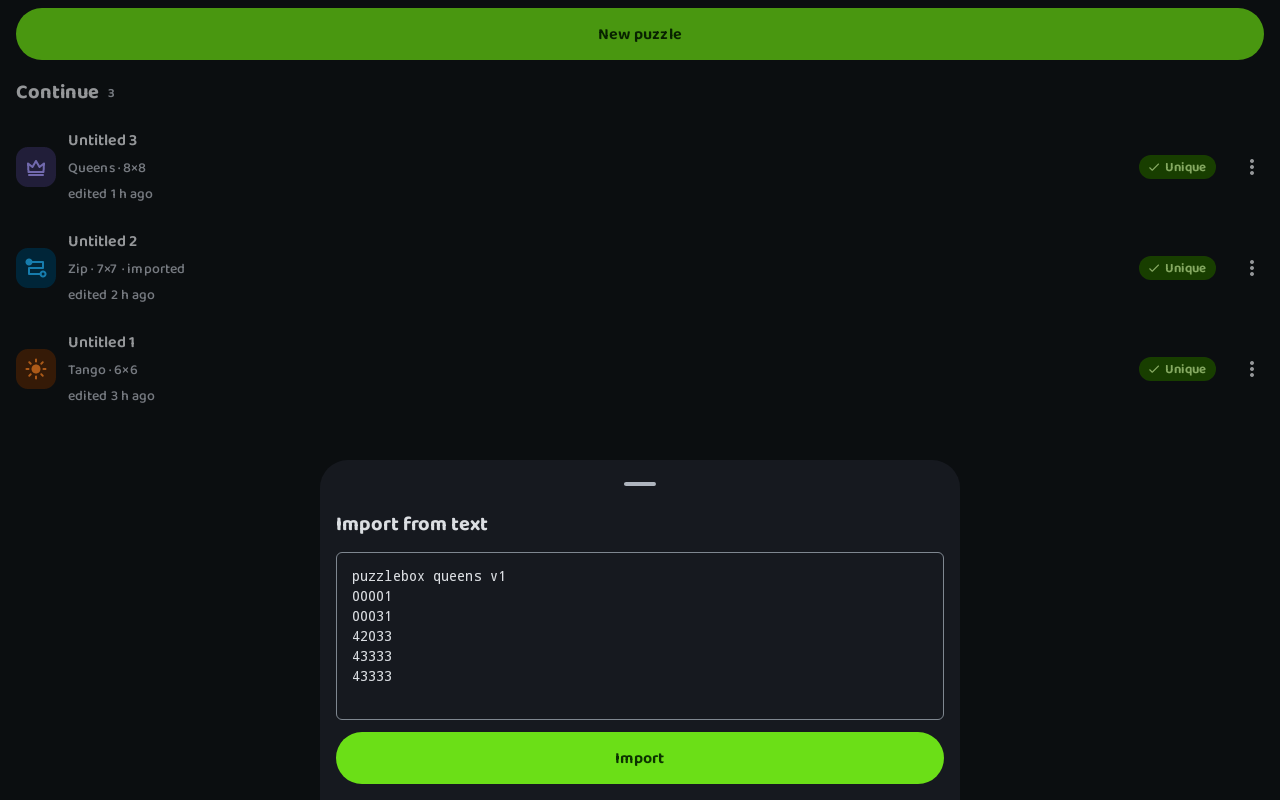 New puzzle
Continue 3
Untitled 3
Queens · 8×8
edited 1 h ago
Unique
Untitled 2
Zip · 7×7 · imported
edited 2 h ago
Unique
Untitled 1
Tango · 6×6
edited 3 h ago
Unique
Import from text
puzzlebox queens v1
00001
00031
42033
43333
43333
Import